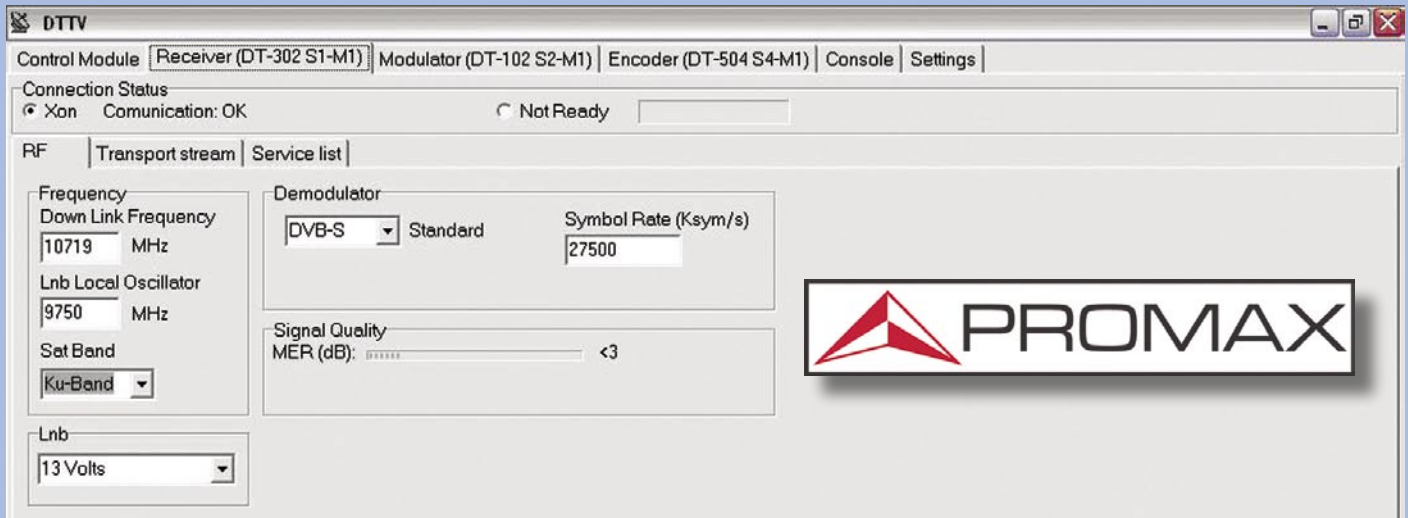 DTTV
Control Module Receiver (DT-302 S1-M1) Modulator (DT-102 S2-M1) Encoder (DT-504 S4-M1) Console Settings
Connection Status
Xon Comunication: OK Not Ready
RF Transport stream Service list
Frequency
Down Link Frequency
10719 MHz
Lnb Local Oscillator
9750 MHz
Sat Band
Ku-Band
Lnb
13 Volts
Demodulator
DVB-S Standard
Symbol Rate (Ksym/s)
27500
Signal Quality
MER (dB): <3
PROMAX